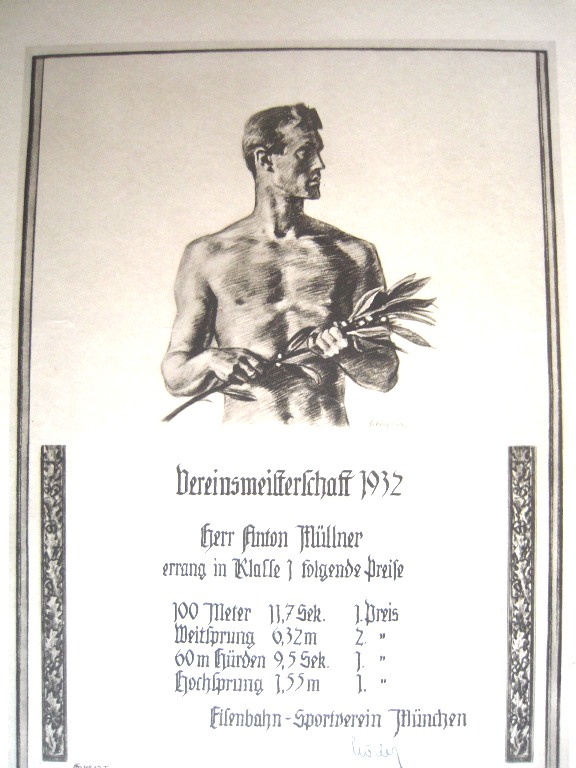 Vereinsmeisterschaft 1932
Herr Anton Müllner
errang in Klasse 1 folgende Preise
100 Meter 11,7 Sek. 1. Preis
Weitsprung 6,32 m 2. "
60 m Hürden 9,5 Sek. 1. "
Hochsprung 1,55 m 1. "
Eisenbahn-Sportverein München